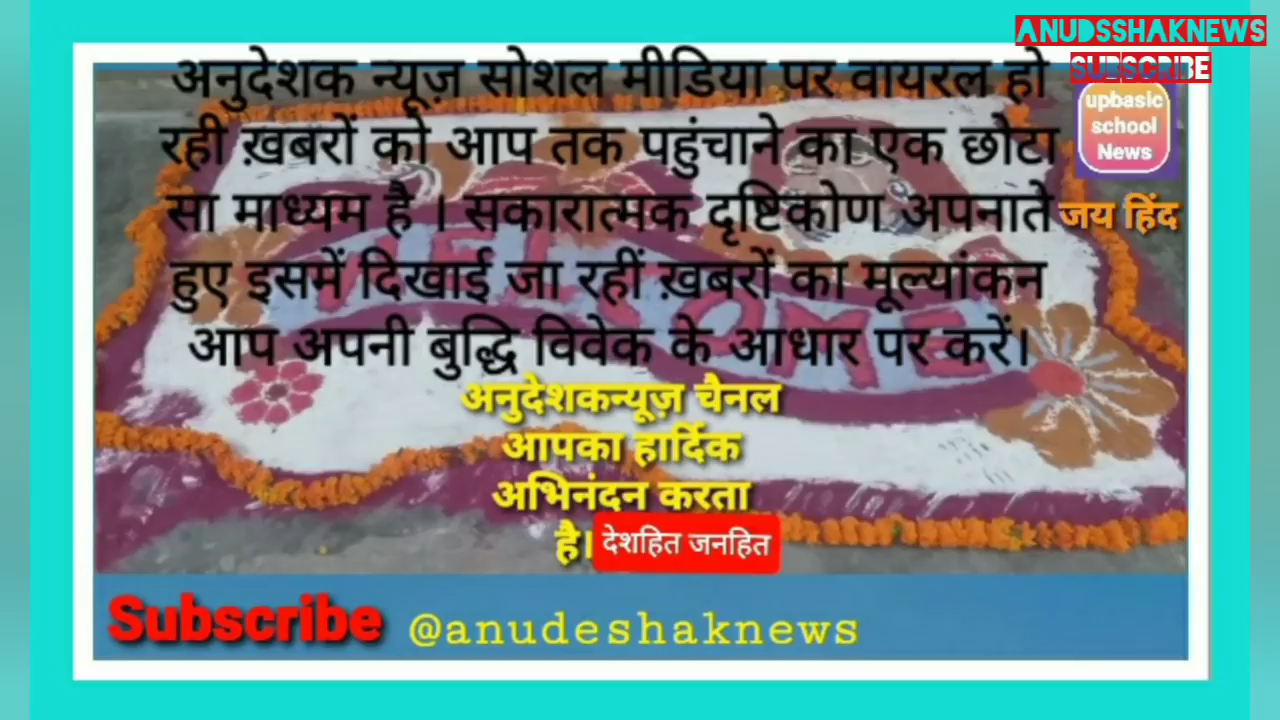 ANUDSSHAKNEWS
SUBSCRIBE
अनुदेशक न्यूज़ सोशल मीडिया पर वायरल हो
रही ख़बरों को आप तक पहुंचाने का एक छोटा
सा माध्यम है । सकारात्मक दृष्टिकोण अपनाते
हुए इसमें दिखाई जा रहीं ख़बरों का मूल्यांकन
आप अपनी बुद्धि विवेक के आधार पर करें।
upbasic
school
News
जय हिंद
WELCOME
अनुदेशकन्यूज़ चैनल
आपका हार्दिक
अभिनंदन करता
है।
देशहित जनहित
Subscribe @anudeshaknews